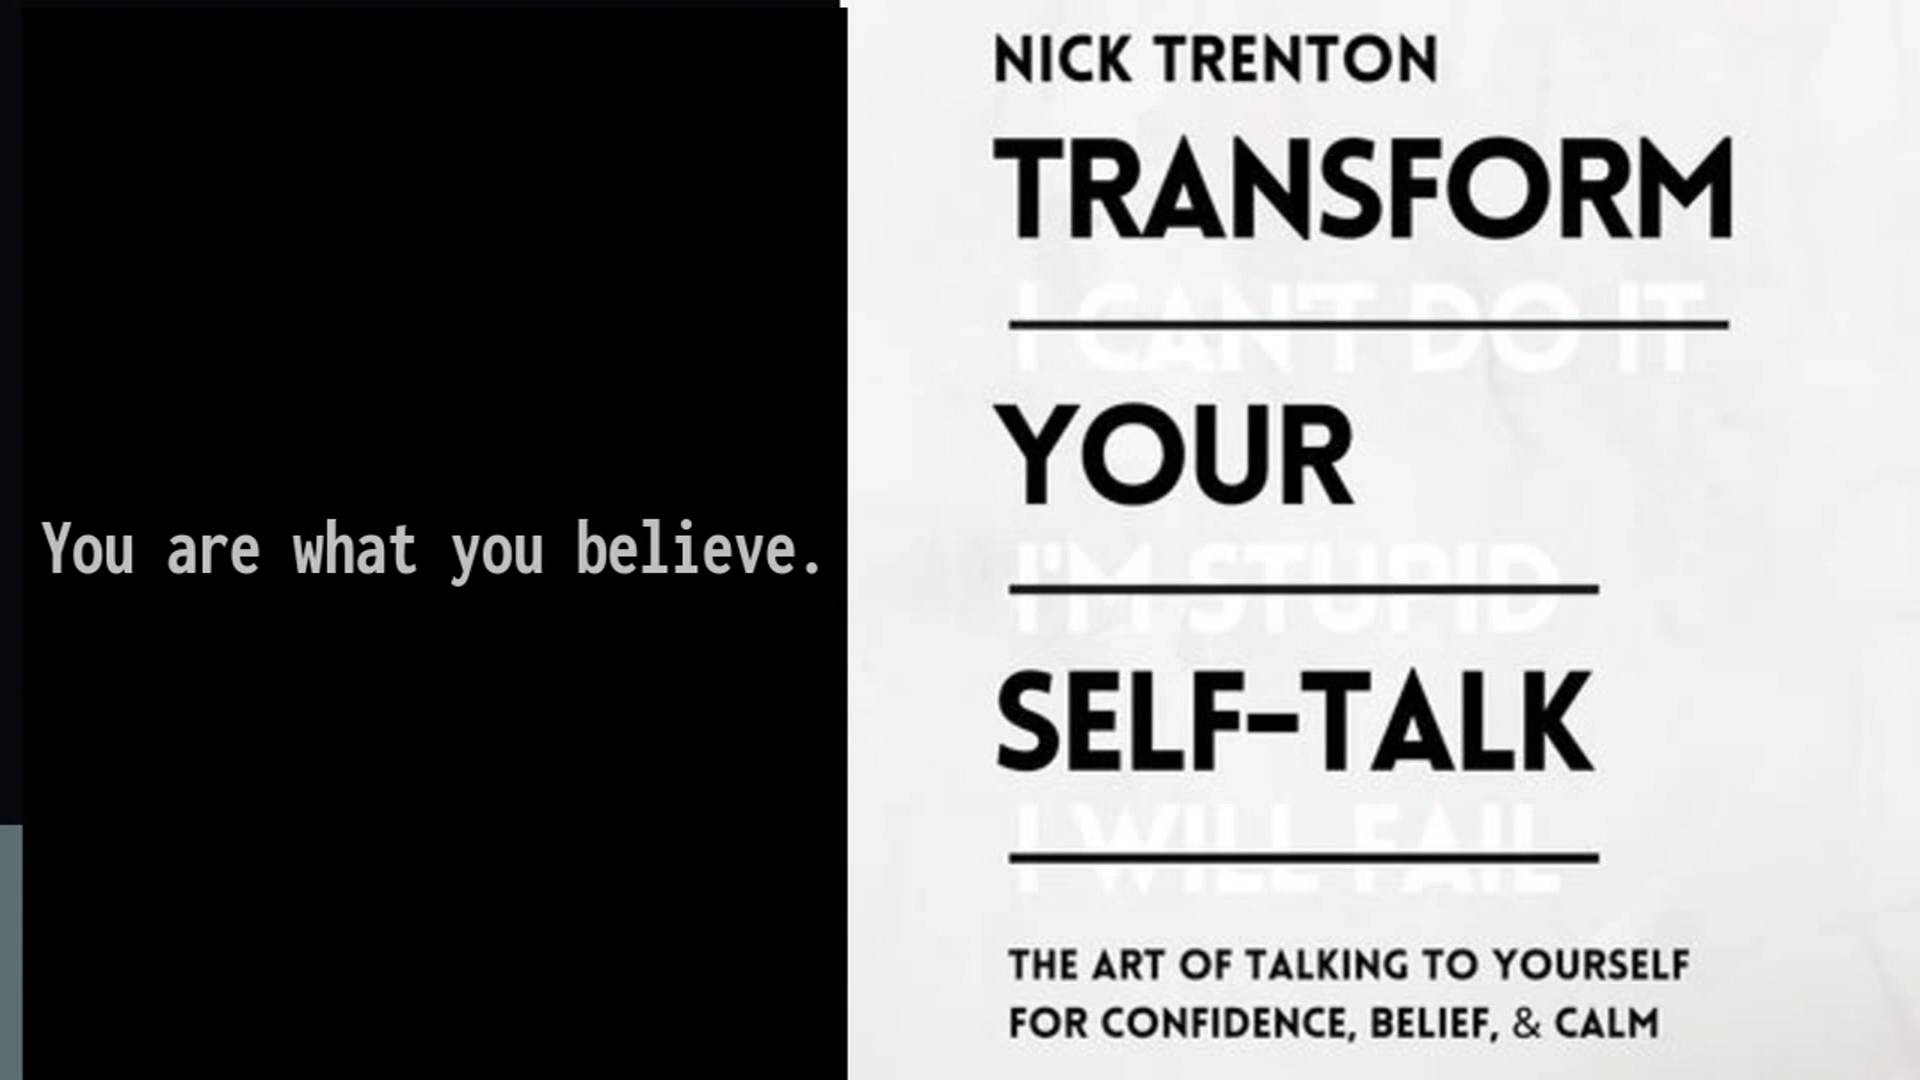 You are what you believe.
NICK TRENTON
TRANSFORM
I CAN'T DO IT
YOUR
I'M STUPID
SELF-TALK
I WILL FAIL
THE ART OF TALKING TO YOURSELF
FOR CONFIDENCE, BELIEF, & CALM